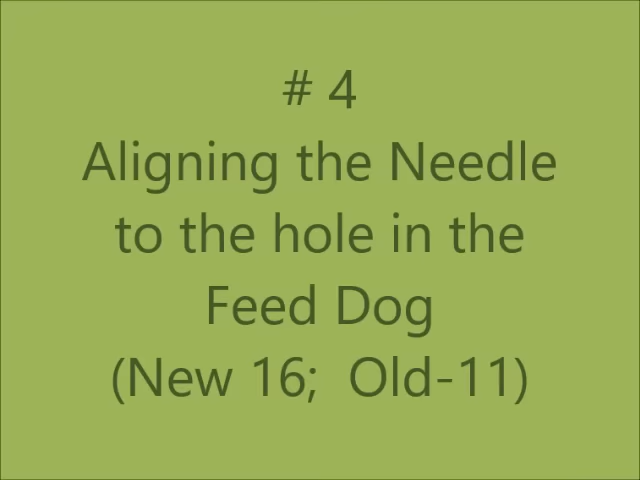 # 4
Aligning the Needle
to the hole in the
Feed Dog
(New 16;  Old-11)